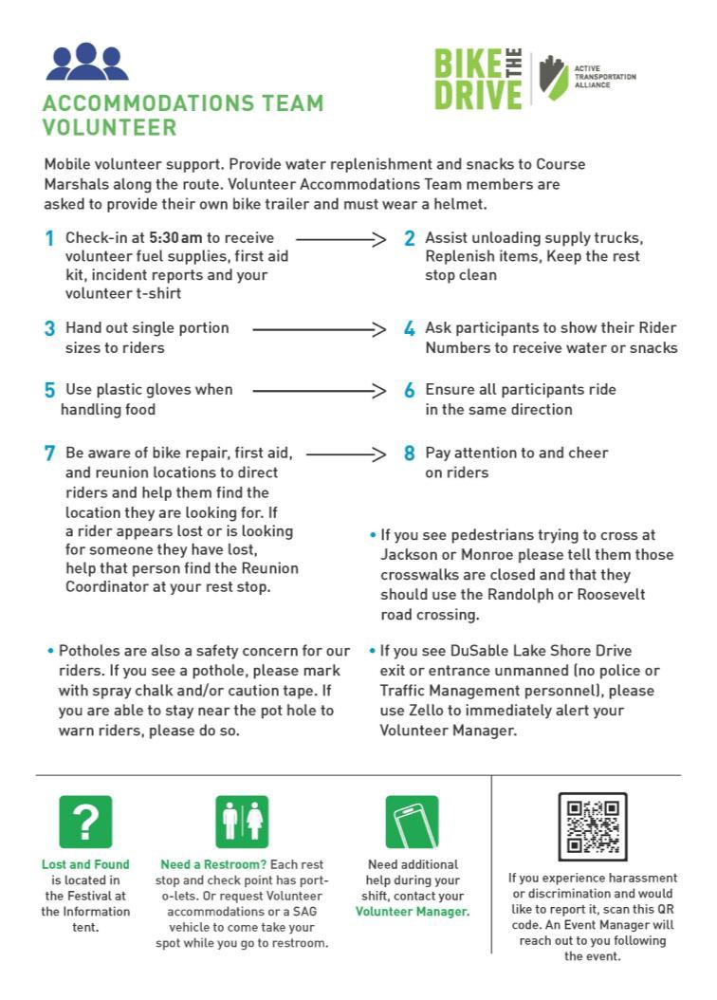 BIKE THE DRIVE
ACTIVE
TRANSPORTATION
ALLIANCE
ACCOMMODATIONS TEAM
VOLUNTEER
Mobile volunteer support. Provide water replenishment and snacks to Course
Marshals along the route. Volunteer Accommodations Team members are
asked to provide their own bike trailer and must wear a helmet.
1 Check-in at 5:30am to receive
volunteer fuel supplies, first aid
kit, incident reports and your
volunteer t-shirt
2 Assist unloading supply trucks,
Replenish items, Keep the rest
stop clean
3 Hand out single portion
sizes to riders
4 Ask participants to show their Rider
Numbers to receive water or snacks
5 Use plastic gloves when
handling food
6 Ensure all participants ride
in the same direction
7 Be aware of bike repair, first aid,
and reunion locations to direct
riders and help them find the
location they are looking for. If
a rider appears lost or is looking
for someone they have lost,
help that person find the Reunion
Coordinator at your rest stop.
8 Pay attention to and cheer
on riders
• If you see pedestrians trying to cross at
Jackson or Monroe please tell them those
crosswalks are closed and that they
should use the Randolph or Roosevelt
road crossing.
• Potholes are also a safety concern for our
riders. If you see a pothole, please mark
with spray chalk and/or caution tape. If
you are able to stay near the pot hole to
warn riders, please do so.
• If you see DuSable Lake Shore Drive
exit or entrance unmanned (no police or
Traffic Management personnel), please
use Zello to immediately alert your
Volunteer Manager.
?
Lost and Found
is located in
the Festival at
the Information
tent.
Need a Restroom? Each rest
stop and check point has port-
o-lets. Or request Volunteer
accommodations or a SAG
vehicle to come take your
spot while you go to restroom.
Need additional
help during your
shift, contact your
Volunteer Manager.
If you experience harassment
or discrimination and would
like to report it, scan this QR
code. An Event Manager will
reach out to you following
the event.